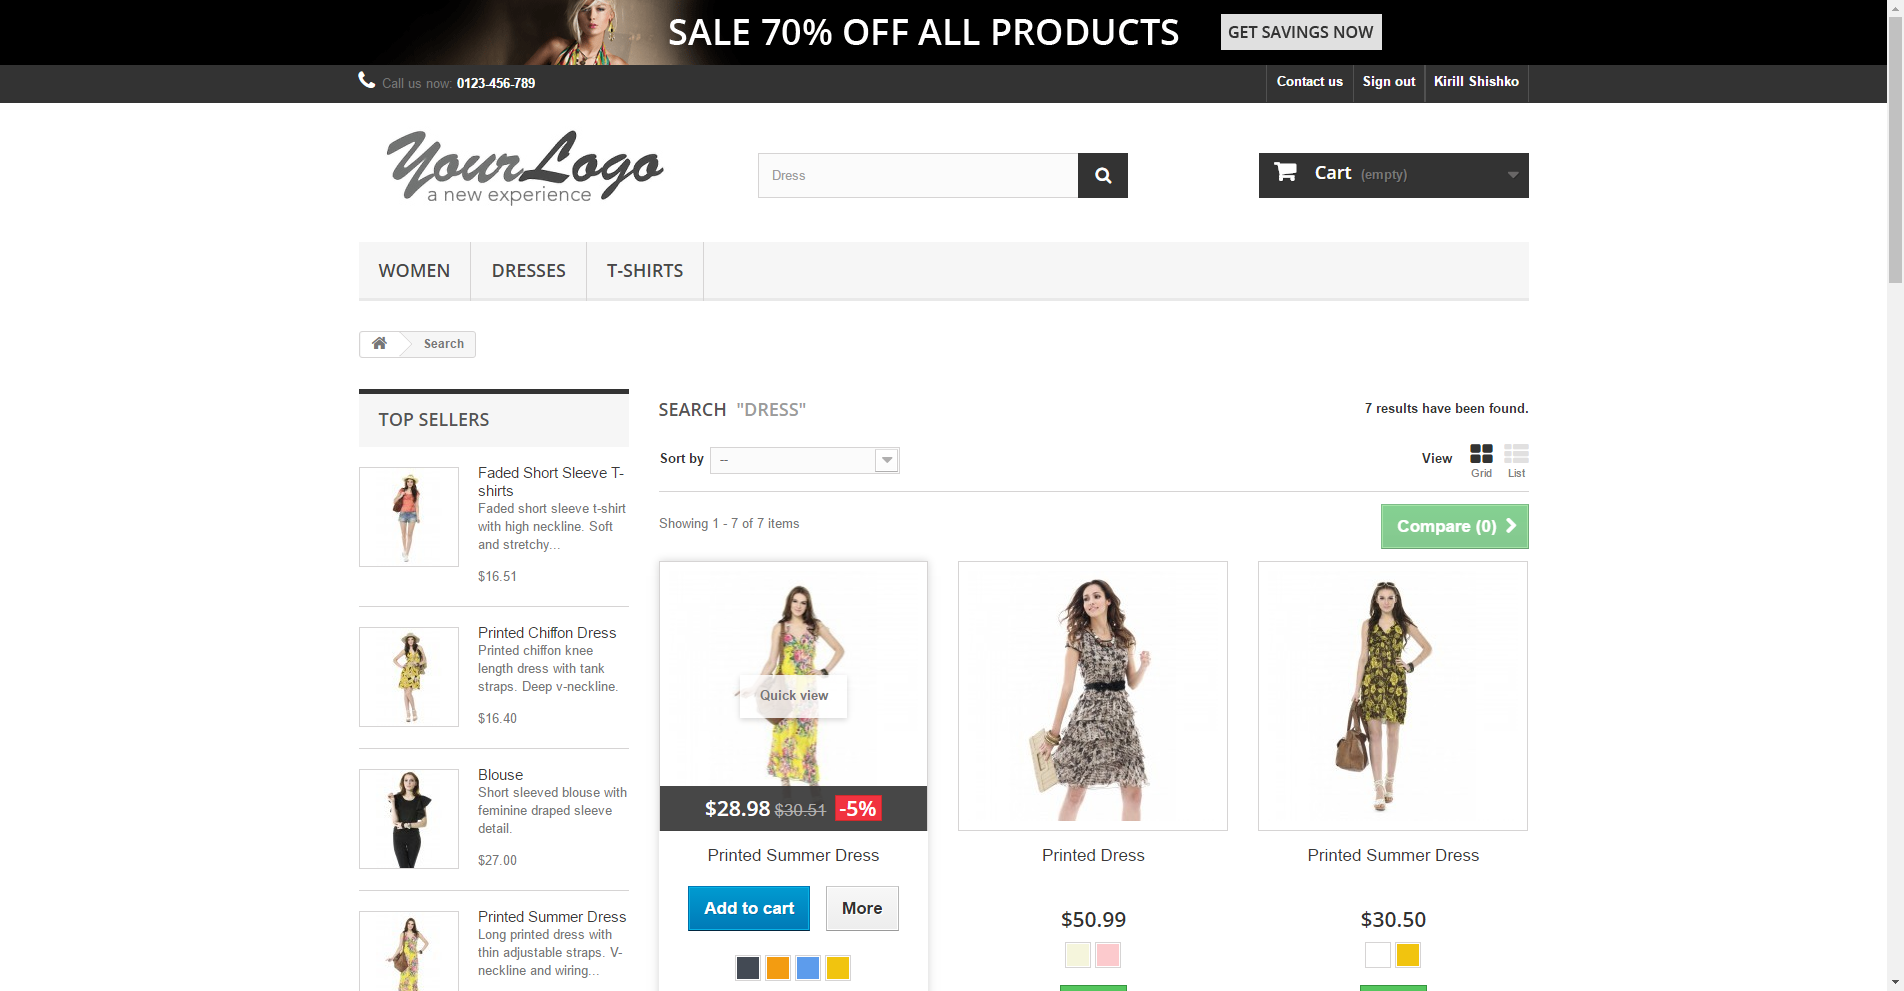 SALE 70% OFF ALL PRODUCTS GET SAVINGS NOW
Call us now: 0123-456-789
Contact us Sign out Kirill Shishko
YourLogo
a new experience
Dress
Cart (empty)
WOMEN DRESSES T-SHIRTS
Search
TOP SELLERS
Faded Short Sleeve T-
shirts
Faded short sleeve t-shirt
with high neckline. Soft
and stretchy...
$16.51
Printed Chiffon Dress
Printed chiffon knee
length dress with tank
straps. Deep v-neckline.
$16.40
Blouse
Short sleeved blouse with
feminine draped sleeve
detail.
$27.00
Printed Summer Dress
Long printed dress with
thin adjustable straps. V-
neckline and wiring...
SEARCH "DRESS"
7 results have been found.
Sort by --
View Grid List
Showing 1 - 7 of 7 items
Compare (0)
Quick view
$28.98 $30.51 -5%
Printed Summer Dress
Add to cart More
Printed Dress
$50.99
Printed Summer Dress
$30.50